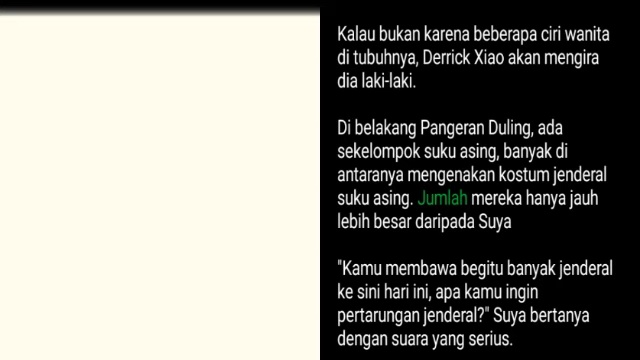 Kalau bukan karena beberapa ciri wanita
di tubuhnya, Derrick Xiao akan mengira
dia laki-laki.
Di belakang Pangeran Duling, ada
sekelompok suku asing, banyak di
antaranya mengenakan kostum jenderal
suku asing. Jumlah mereka hanya jauh
lebih besar daripada Suya
"Kamu membawa begitu banyak jenderal
ke sini hari ini, apa kamu ingin
pertarungan jenderal?" Suya bertanya
dengan suara yang serius.